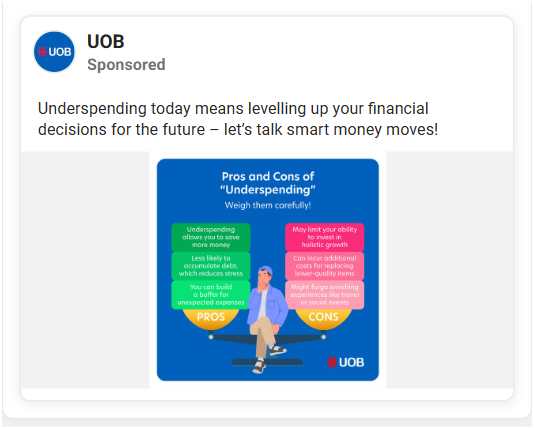 UOB
UOB
Sponsored
Underspending today means levelling up your financial
decisions for the future – let's talk smart money moves!
Pros and Cons of
"Underspending"
Weigh them carefully!
Underspending
allows you to save
more money
Less likely to
accumulate debt,
which reduces stress
You can build
a buffer for
unexpected expenses
PROS
May limit your ability
to invest in
holistic growth
Can incur additional
costs for replacing
lower-quality items
Might forgo enriching
experiences like travel
or social events
CONS
UOB